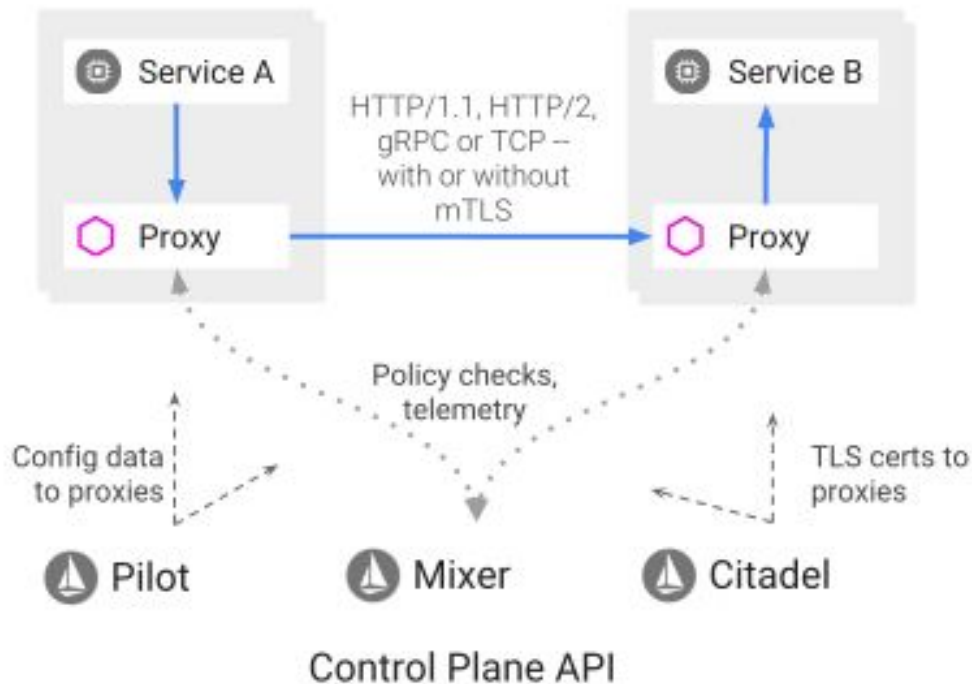 Service A
Service B
HTTP/1.1, HTTP/2,
gRPC or TCP --
with or without
mTLS
Proxy
Proxy
Policy checks,
telemetry
Config data
to proxies
TLS certs to
proxies
Pilot
Mixer
Citadel
Control Plane API